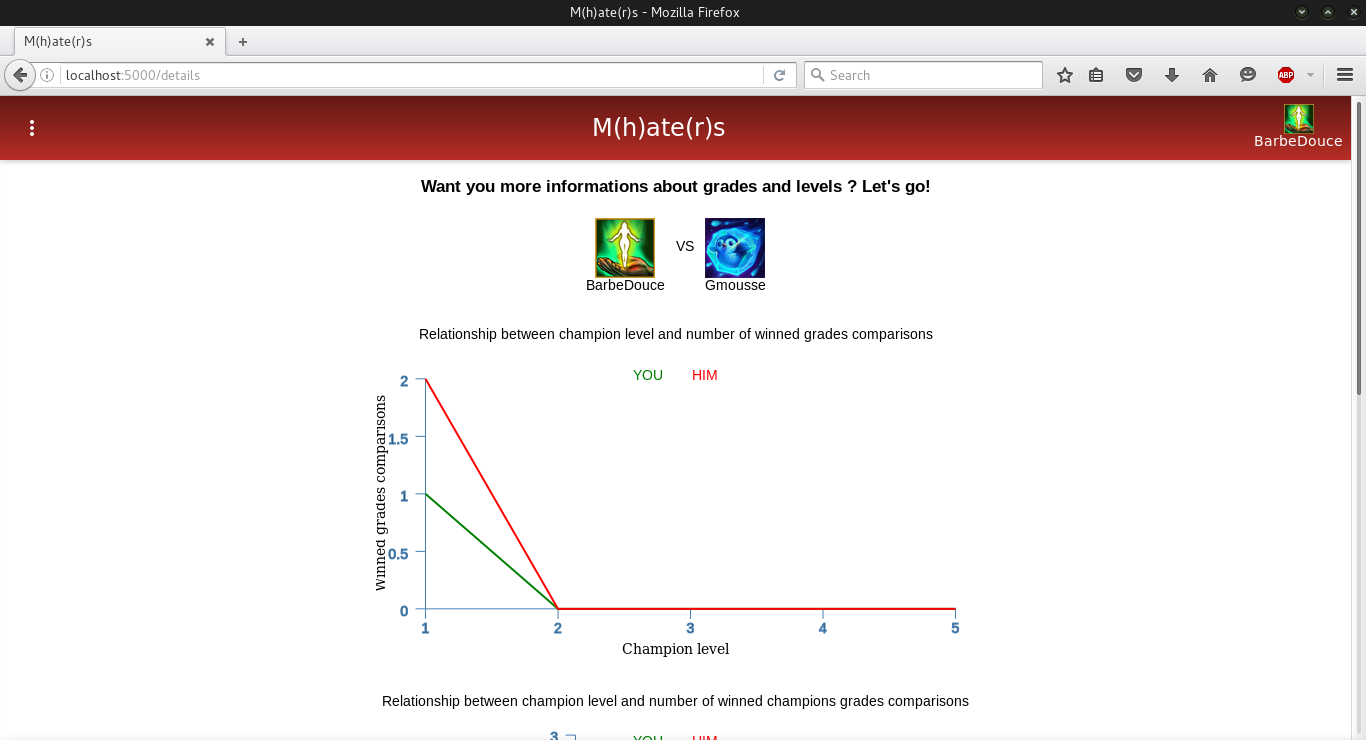 M(h)ate(r)s - Mozilla Firefox
M(h)ate(r)s
localhost:5000/details
Search
ABP
M(h)ate(r)s
BarbeDouce
Want you more informations about grades and levels ? Let's go!
VS
BarbeDouce Gmousse
Relationship between champion level and number of winned grades comparisons
YOU HIM
2
1.5
1
0.5
0
Winned grades comparisons
1 2 3 4 5
Champion level
Relationship between champion level and number of winned champions grades comparisons
3
YOU HIM